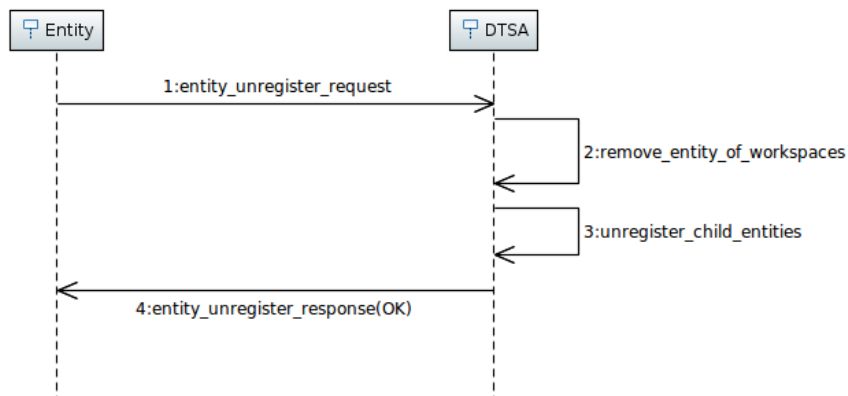 Entity
DTSA
1:entity_unregister_request
2:remove_entity_of_workspaces
3:unregister_child_entities
4:entity_unregister_response(OK)